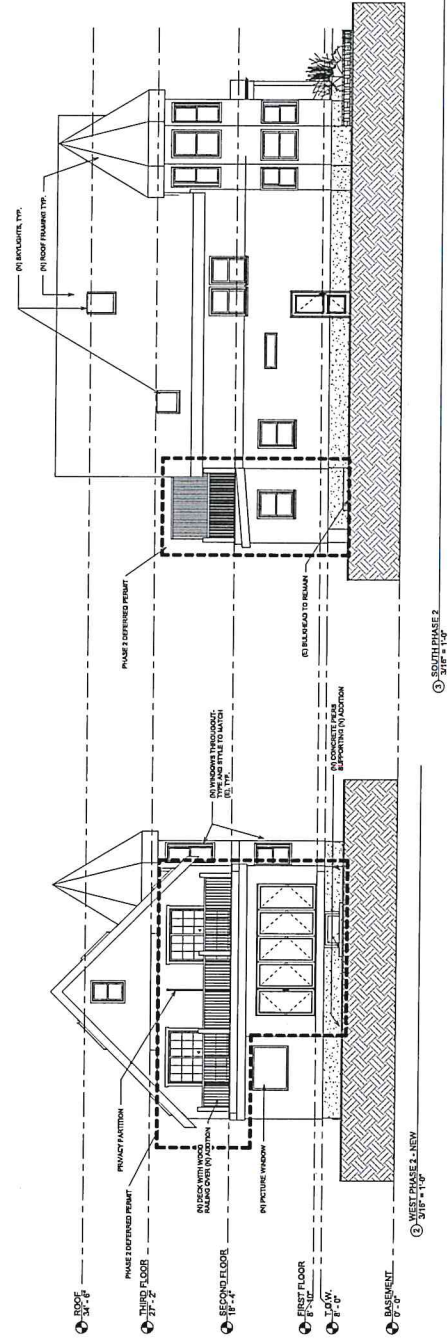 ROOF
34' - 6"
THIRD FLOOR
27' - 2"
SECOND FLOOR
18' - 4"
FIRST FLOOR
8' - 10"
T.O.W.
8' - 0"
BASEMENT
0' - 0"
PHASE 2 DEFERRED PERMIT
PRIVACY PARTITION
(N) DECK WITH WOOD
RAILING OVER (N) ADDITION
(N) PICTURE WINDOW
(N) WINDOWS THROUGOUT-
TYPE AND STYLE TO MATCH
(E), TYP.
(N) CONCRETE PIERS
SUPPORTING (N) ADDITION
2 WEST PHASE 2 - NEW
3/16" = 1'-0"
PHASE 2 DEFERRED PERMIT
(E) BULKHEAD TO REMAIN
(N) SKYLIGHTS, TYP.
(N) ROOF FRAMING TYP.
3 SOUTH PHASE 2
3/16" = 1'-0"